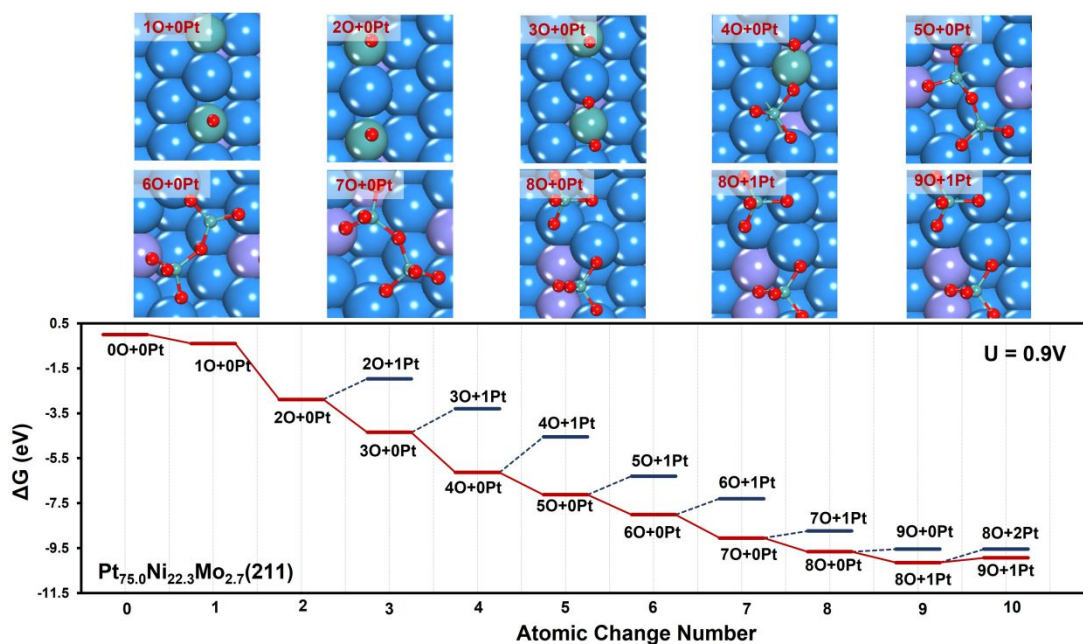 1O+0Pt
2O+0Pt
3O+0Pt
4O+0Pt
5O+0Pt
6O+0Pt
7O+0Pt
8O+0Pt
8O+1Pt
9O+1Pt
0.5
-1.5
-3.5
-5.5
-7.5
-9.5
-11.5
ΔG (eV)
U = 0.9V
0O+0Pt
1O+0Pt
2O+0Pt
2O+1Pt
3O+0Pt
3O+1Pt
4O+0Pt
4O+1Pt
5O+0Pt
5O+1Pt
6O+0Pt
6O+1Pt
7O+0Pt
7O+1Pt
8O+0Pt
9O+0Pt
8O+1Pt
8O+2Pt
9O+1Pt
Pt75.0Ni22.3Mo2.7(211)
0 1 2 3 4 5 6 7 8 9 10
Atomic Change Number